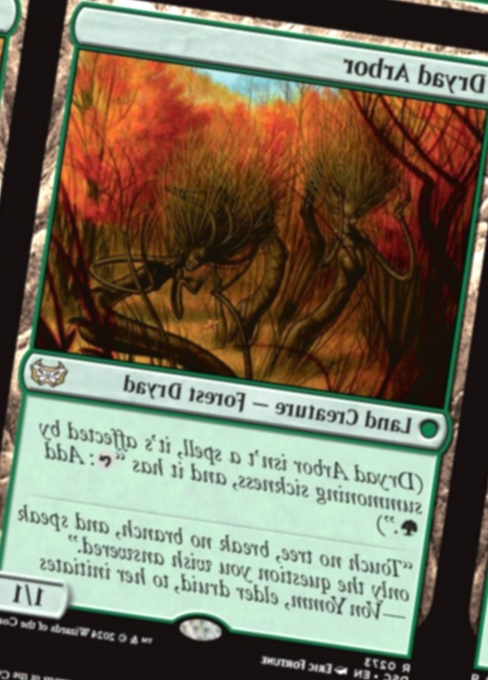 Dryad Arbor
Land Creature — Forest Dryad
(Dryad Arbor isn't a spell, it's affected by
summoning sickness, and it has “: Add
.”)
“Touch no tree, break no branch, and speak
only the question you wish answered.”
—Von Yomm, elder druid, to her initiates
1/1
R 0273
DSC • EN ERIC FORTUNE
™ & © 2024 Wizards of the Coa